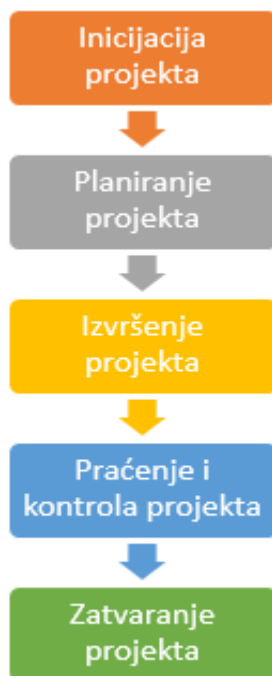 Inicijacija
projekta
Planiranje
projekta
Izvršenje
projekta
Praćenje i
kontrola projekta
Zatvaranje
projekta